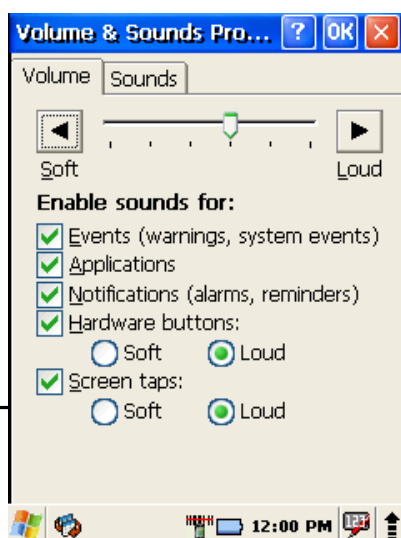 Volume & Sounds Pro... ? OK
Volume Sounds
Soft Loud
Enable sounds for:
Events (warnings, system events)
Applications
Notifications (alarms, reminders)
Hardware buttons:
Soft Loud
Screen taps:
Soft Loud
12:00 PM 123